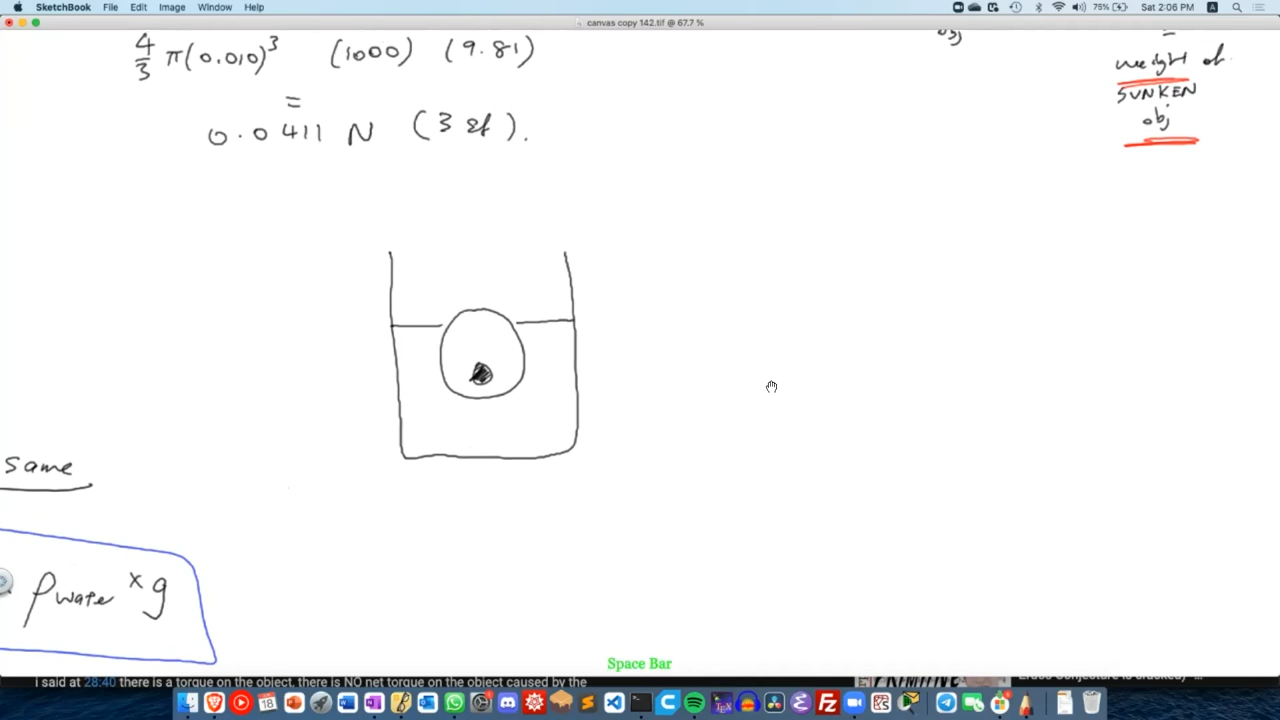 SketchBook File Edit Image Window Help 75% Sat 2:06 PM
canvas copy 142.tif @ 67.7 %
4/3 π(0.010)³ (1000) (9.81)
=
0.0411 N (3 sf).
obj
=
weight of
SUNKEN
obj
same
ρwater × g
Space Bar
I said at 28:40 there is a torque on the object, there is NO net torque on the object caused by the